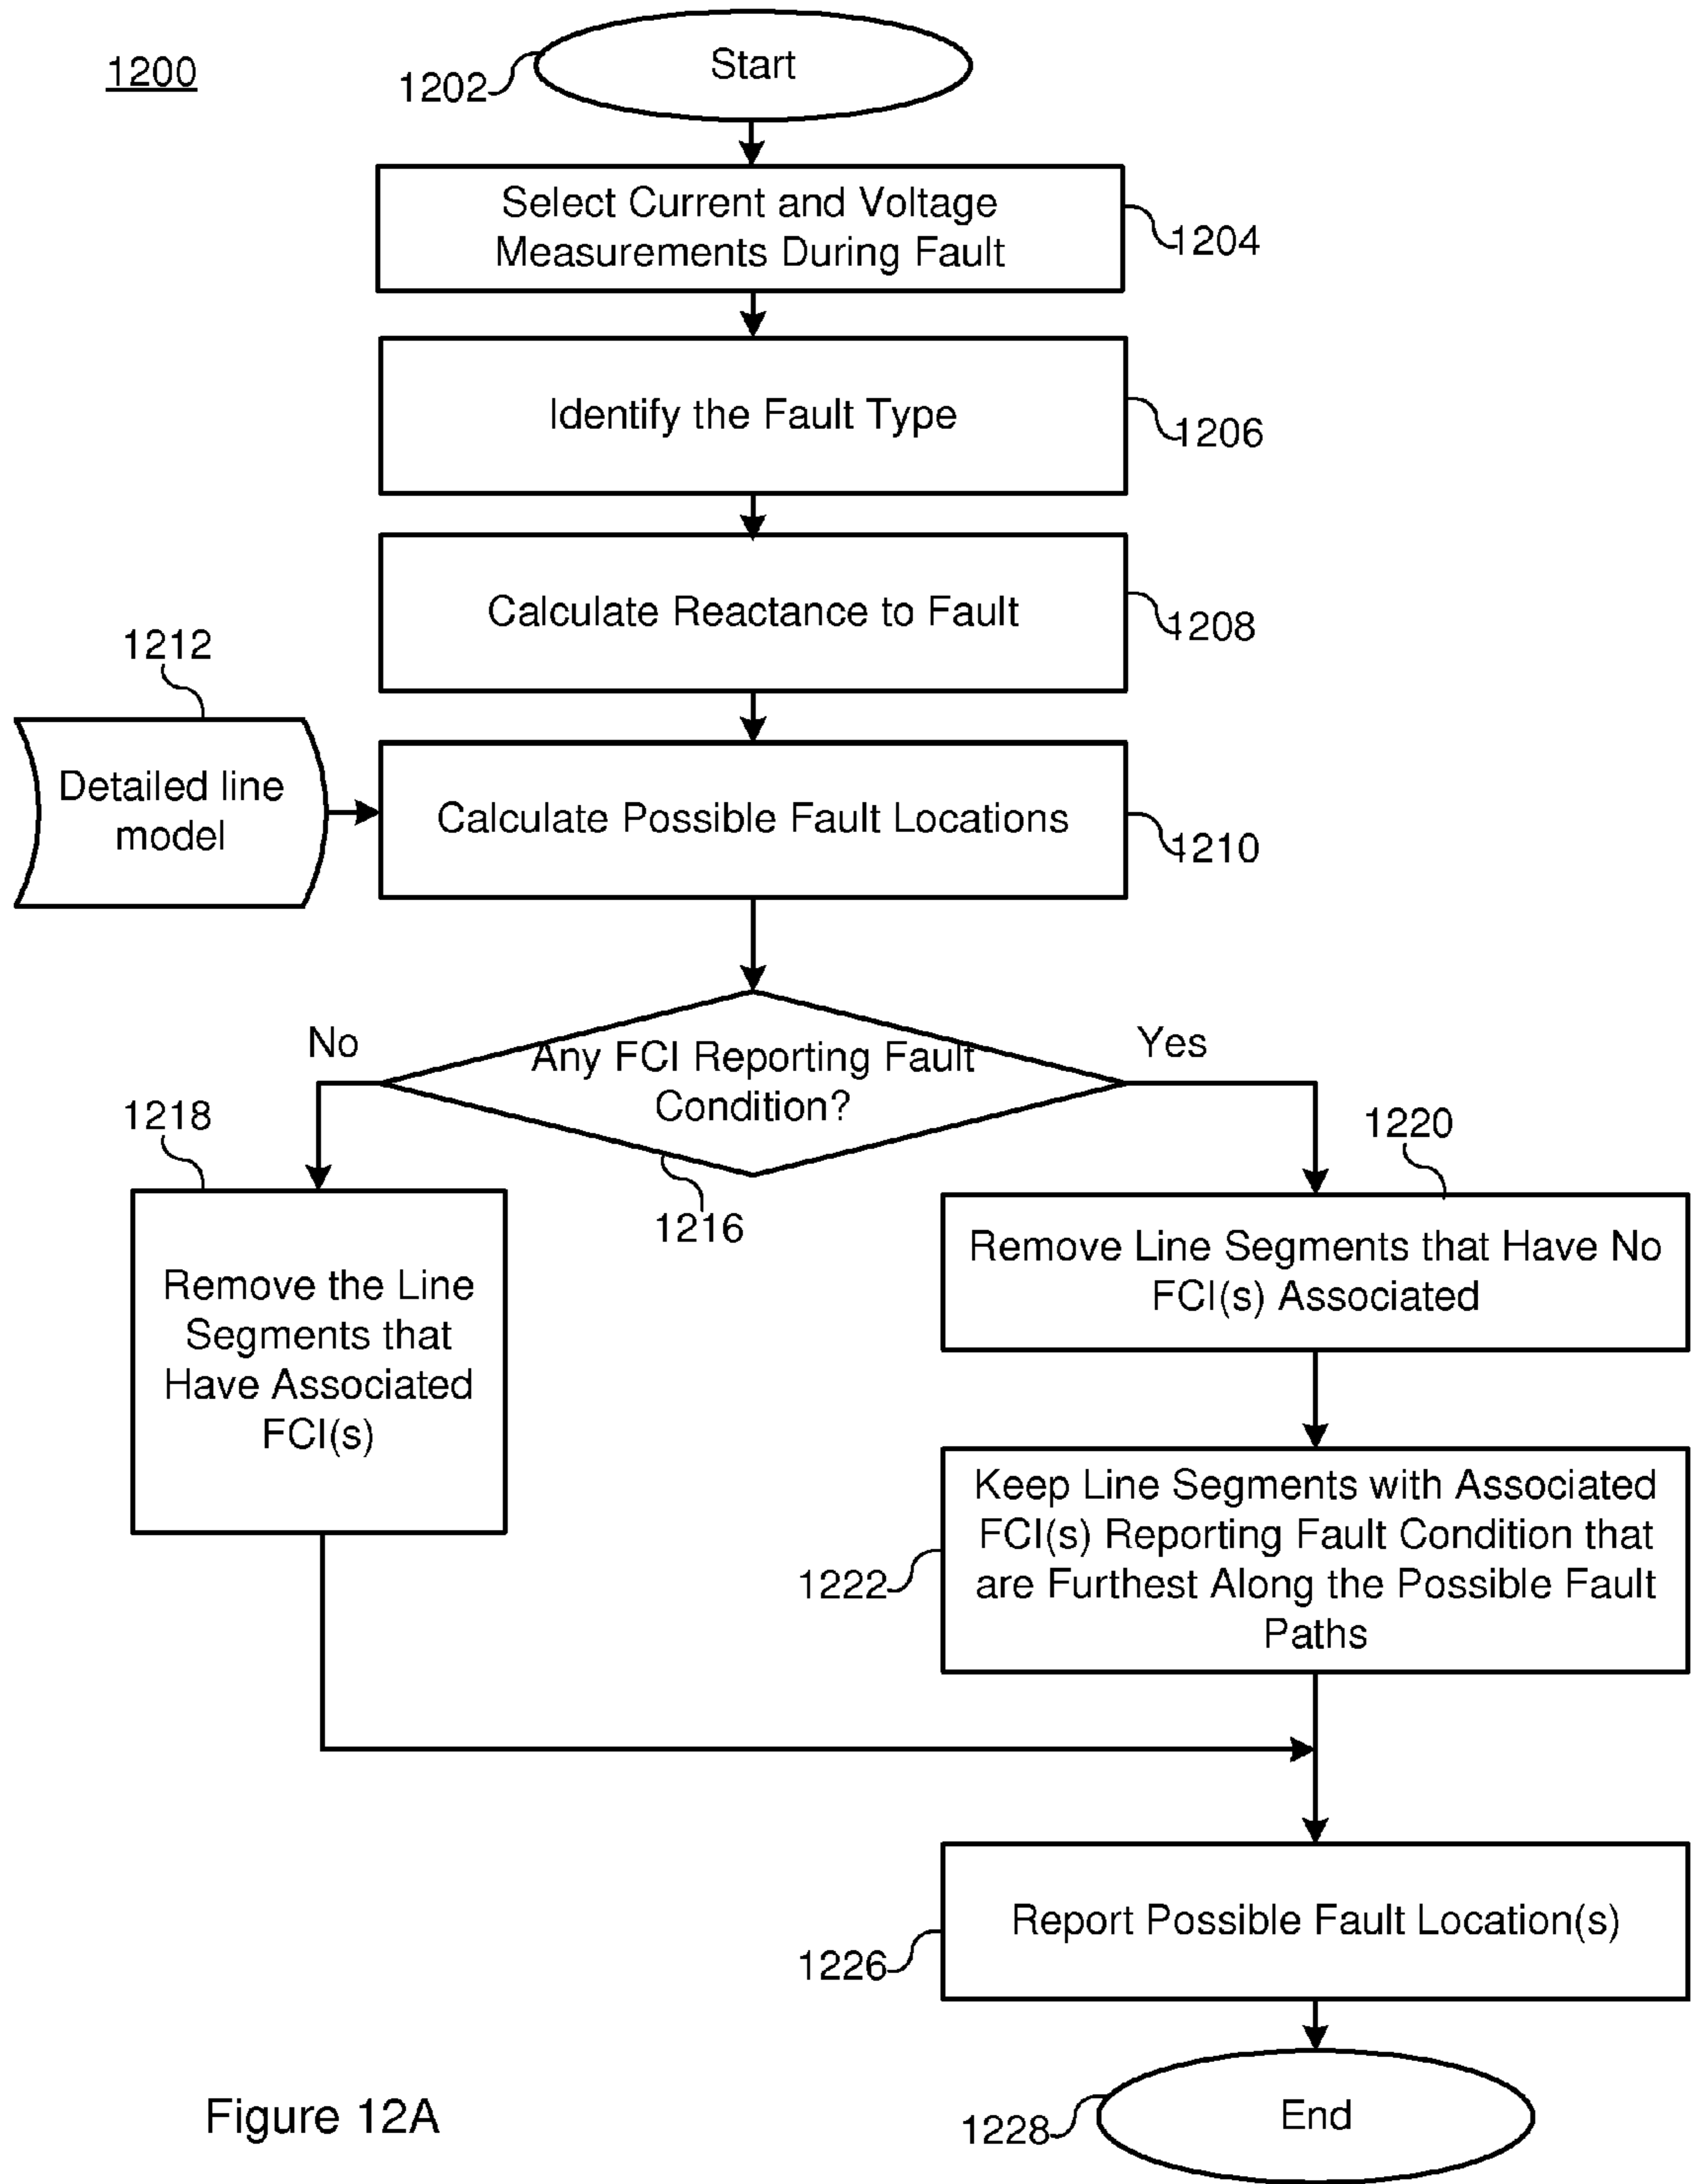 1200
Start
1202
Select Current and Voltage
Measurements During Fault
1204
Identify the Fault Type
1206
Calculate Reactance to Fault
1208
1212
Detailed line
model
Calculate Possible Fault Locations
1210
No
Any FCI Reporting Fault
Condition?
Yes
1216
1218
Remove the Line
Segments that
Have Associated
FCI(s)
1220
Remove Line Segments that Have No
FCI(s) Associated
Keep Line Segments with Associated
FCI(s) Reporting Fault Condition that
are Furthest Along the Possible Fault
Paths
1222
Report Possible Fault Location(s)
1226
End
1228
Figure 12A